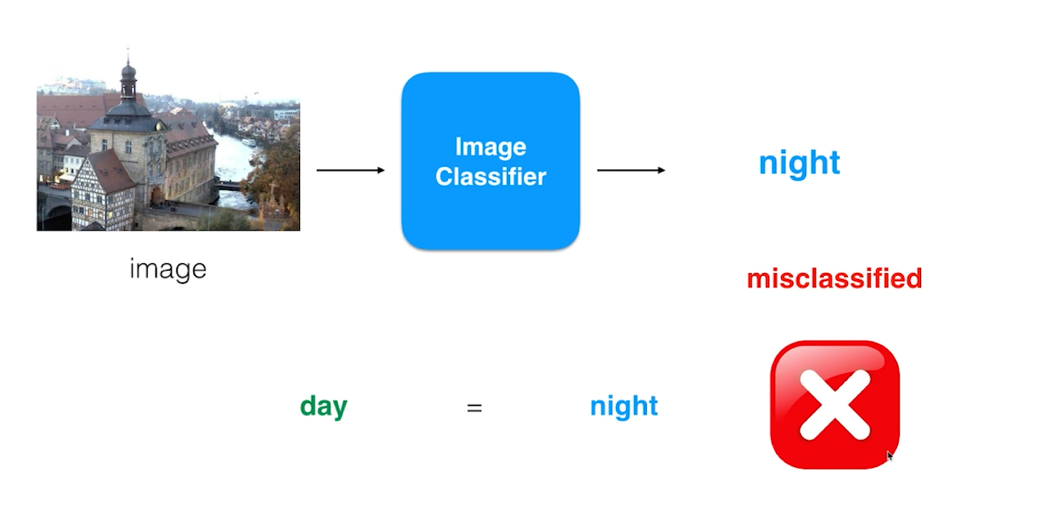 Image
Classifier
night
image
misclassified
day = night